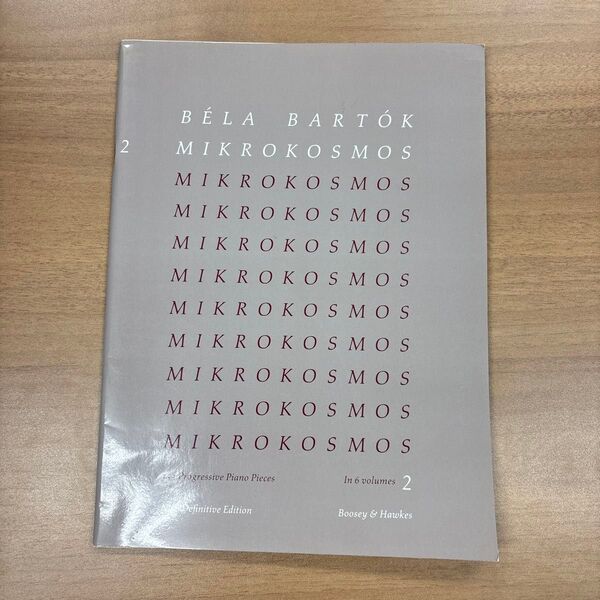 BÉLA BARTÓK
2 MIKROKOSMOS
MIKROKOSMOS
MIKROKOSMOS
MIKROKOSMOS
MIKROKOSMOS
MIKROKOSMOS
MIKROKOSMOS
MIKROKOSMOS
MIKROKOSMOS
MIKROKOSMOS
Progressive Piano Pieces In 6 volumes 2
Definitive Edition Boosey & Hawkes